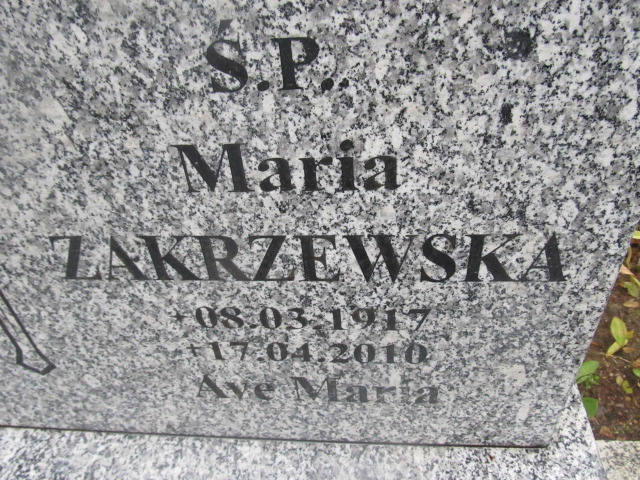 Ś.P.
Maria
ZAKRZEWSKA
*08.03.1917
+17.04.2010
Ave Maria